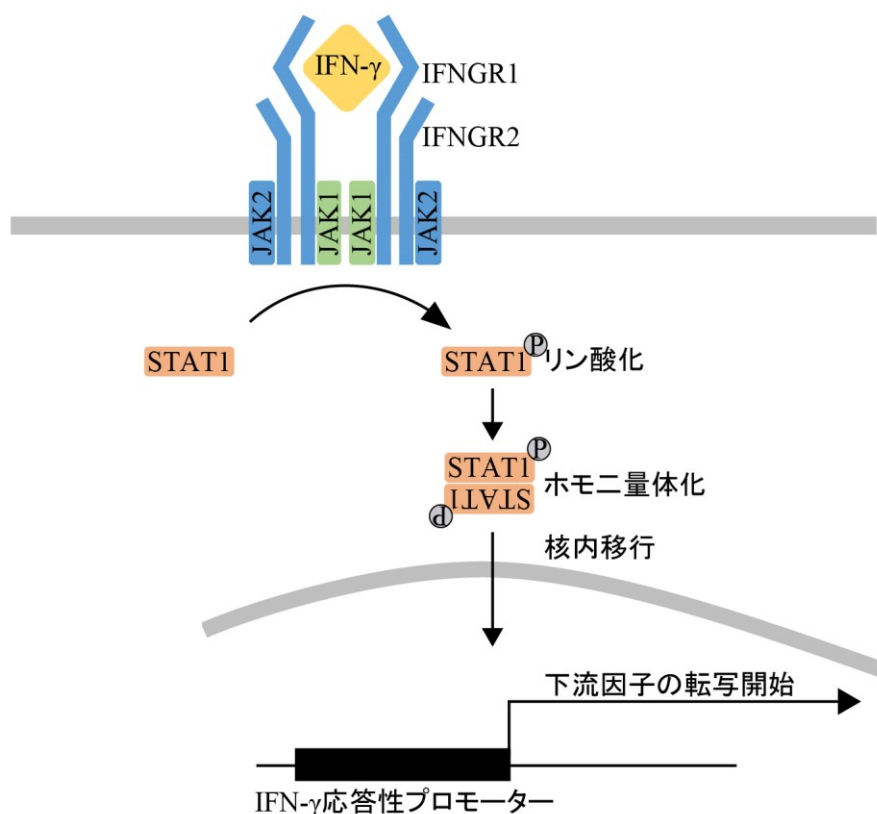 IFN-γ
IFNGR1
IFNGR2
JAK2
JAK1
JAK1
JAK2
STAT1
STAT1
P
リン酸化
P
STAT1
STAT1
P
ホモ二量体化
核内移行
下流因子の転写開始
IFN-γ応答性プロモーター